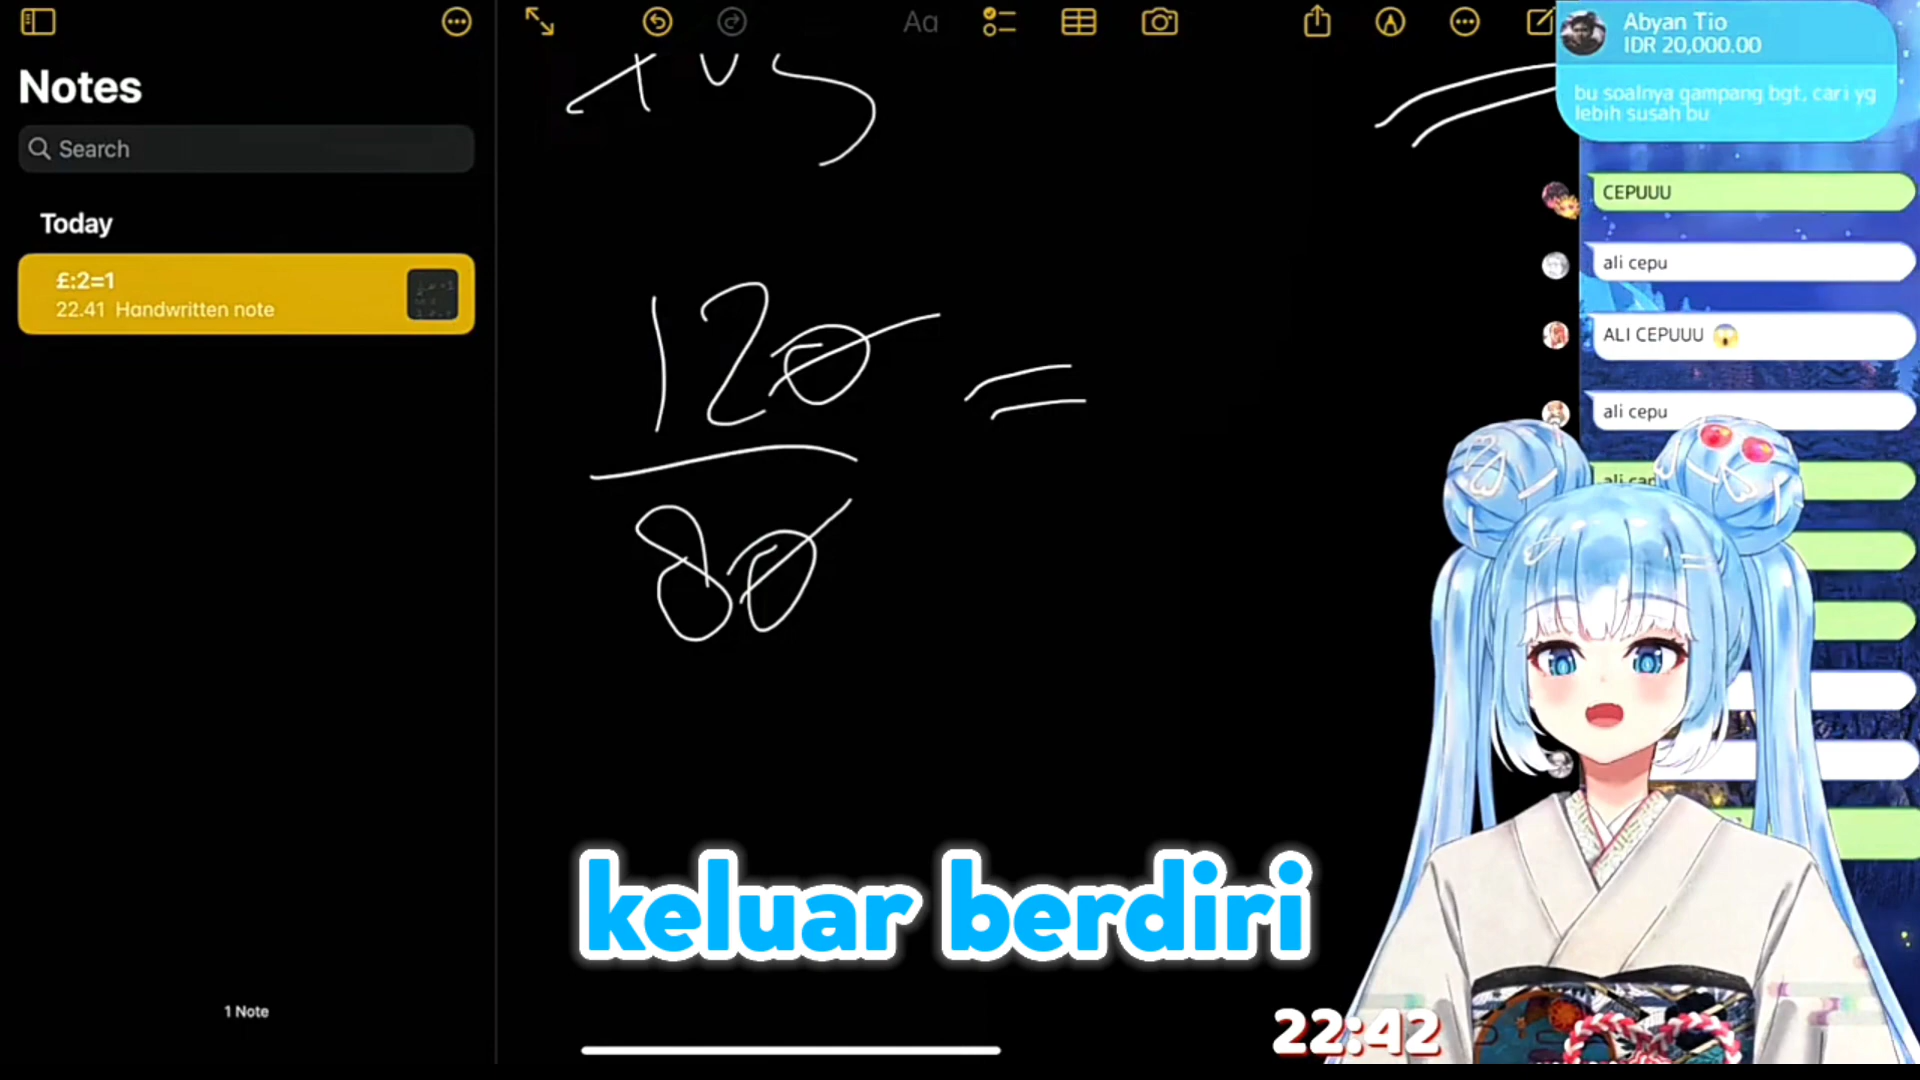 Notes
Search
Today
£:2=1
22.41 Handwritten note
1 Note
Aa
120
=
80
keluar berdiri
22:42
Abyan Tio
IDR 20,000.00
bu soalnya gampang bgt, cari yg
lebih susah bu
CEPUUU
ali cepu
ALI CEPUUU 😱
ali cepu